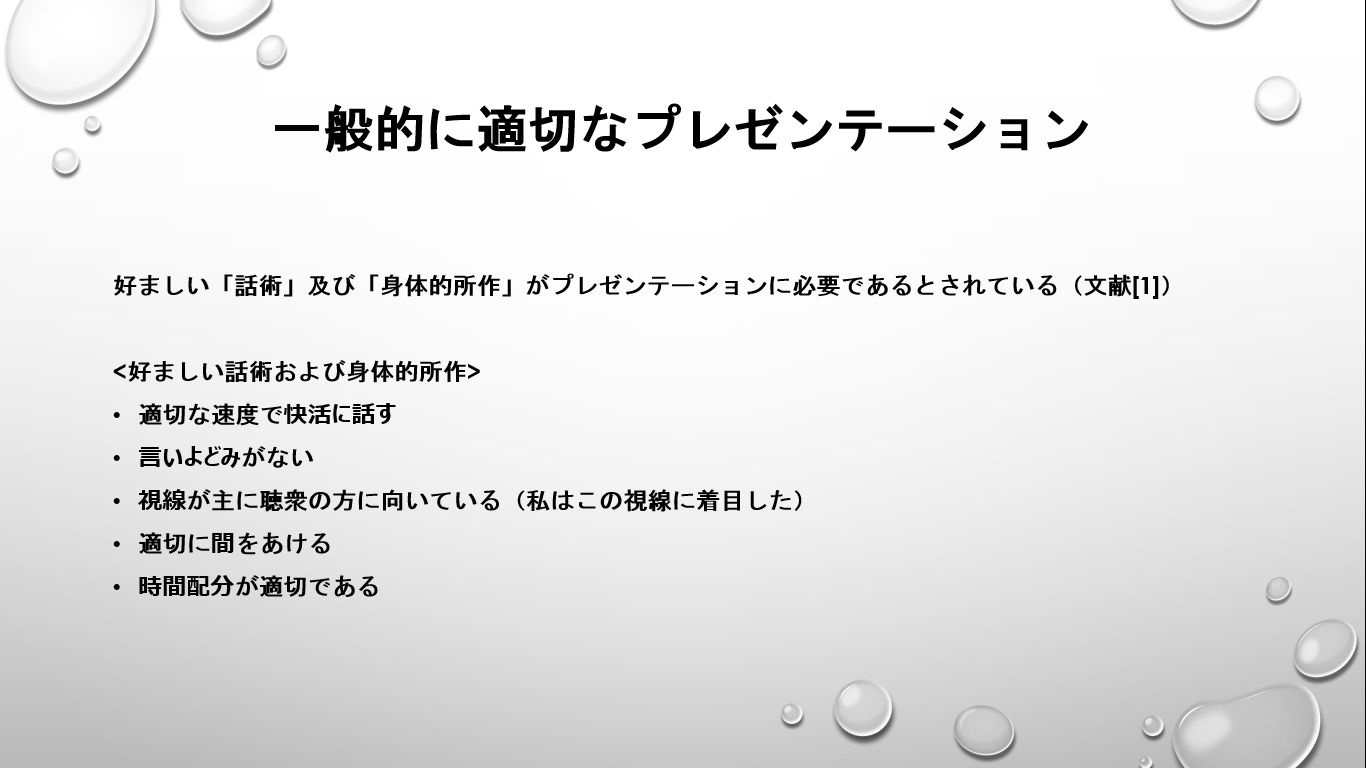 一般的に適切なプレゼンテーション
好ましい「話術」及び「身体的所作」がプレゼンテーションに必要であるとされている（文献[1]）
<好ましい話術および身体的所作>
• 適切な速度で快活に話す
• 言いよどみがない
• 視線が主に聴衆の方に向いている（私はこの視線に着目した）
• 適切に間をあける
• 時間配分が適切である